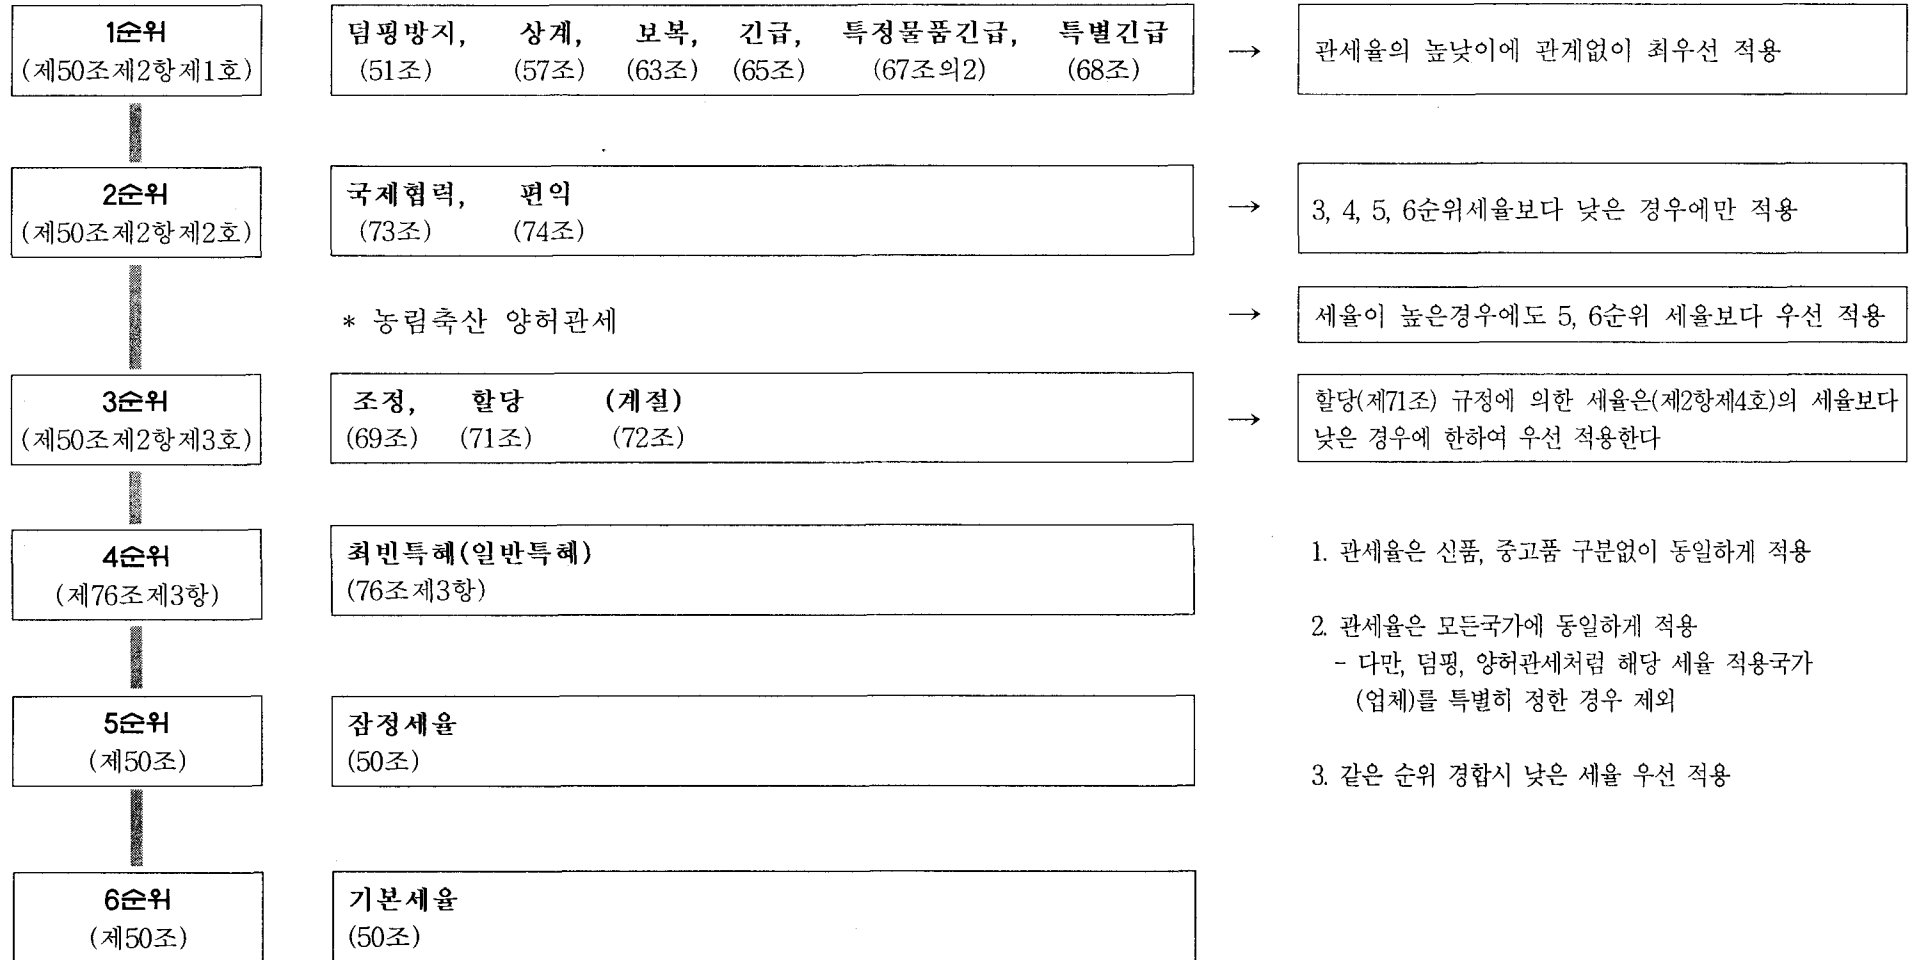 1순위
(제50조제2항제1호)
덤핑방지, 상계, 보복, 긴급, 특정물품긴급, 특별긴급
(51조) (57조) (63조) (65조) (67조의2) (68조)
→ 관세율의 높낮이에 관계없이 최우선 적용
2순위
(제50조제2항제2호)
국제협력, 편익
(73조) (74조)
→ 3, 4, 5, 6순위세율보다 낮은 경우에만 적용
* 농림축산 양허관세
→ 세율이 높은경우에도 5, 6순위 세율보다 우선 적용
3순위
(제50조제2항제3호)
조정, 할당 (계절)
(69조) (71조) (72조)
→ 할당(제71조) 규정에 의한 세율은(제2항제4호)의 세율보다
낮은 경우에 한하여 우선 적용한다
4순위
(제76조제3항)
최빈특혜(일반특혜)
(76조제3항)
1. 관세율은 신품, 중고품 구분없이 동일하게 적용
2. 관세율은 모든국가에 동일하게 적용
- 다만, 덤핑, 양허관세처럼 해당 세율 적용국가
(업체)를 특별히 정한 경우 제외
5순위
(제50조)
잠정세율
(50조)
3. 같은 순위 경합시 낮은 세율 우선 적용
6순위
(제50조)
기본세율
(50조)